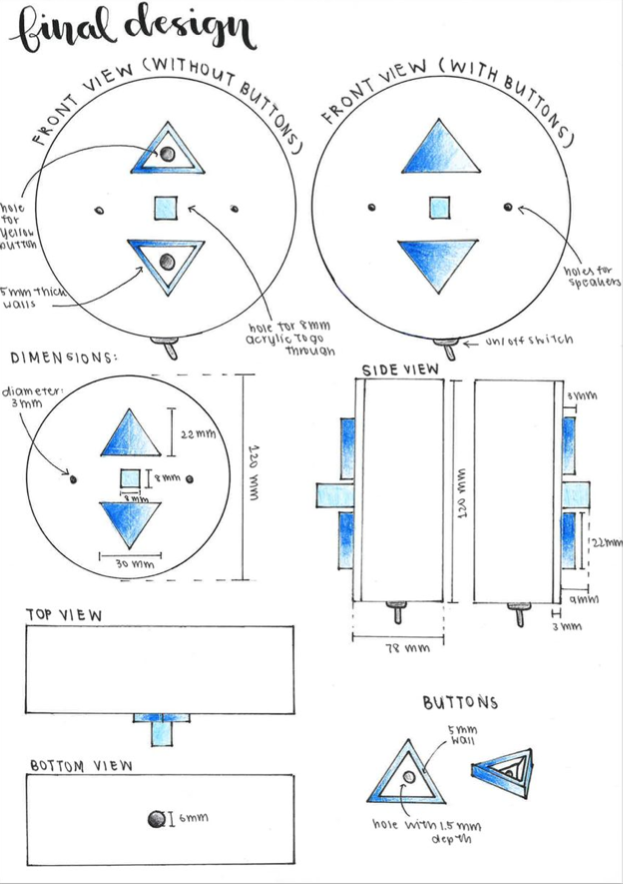 final design
FRONT VIEW (WITHOUT BUTTONS)
FRONT VIEW (WITH BUTTONS)
hole
for
yellow
button
5mm thick
walls
hole for 8mm
acrylic to go
through
holes for
speakers
on/off switch
DIMENSIONS:
diameter:
3mm
22mm
8mm
8mm
30 mm
120 mm
SIDE VIEW
120 mm
22mm
9mm
3 mm
78 mm
TOP VIEW
BOTTOM VIEW
6mm
BUTTONS
5mm
wall
hole with 1.5 mm
depth